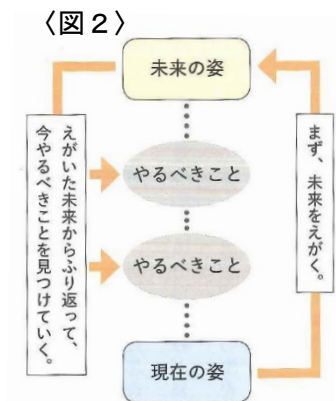 〈図２〉
未来の姿
まず、未来をえがく。
やるべきこと
やるべきこと
えがいた未来からふり返って、
今やるべきことを見つけていく。
現在の姿